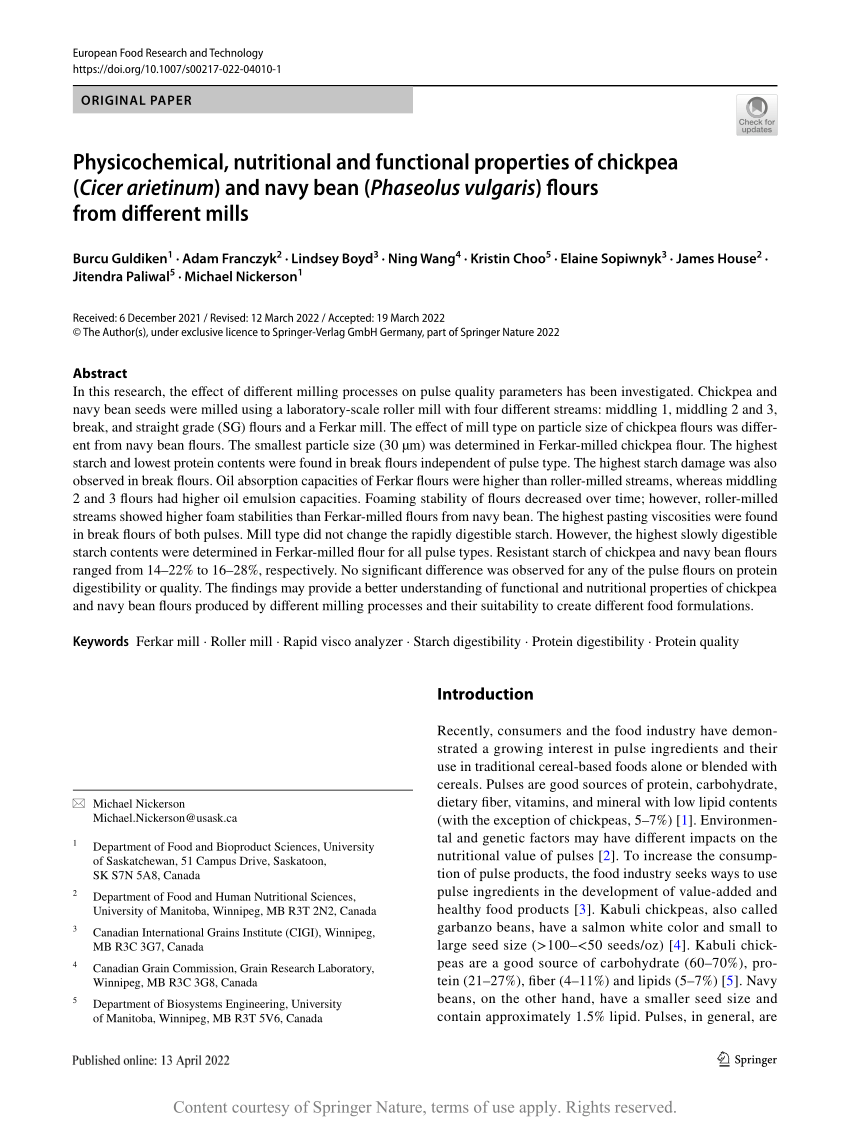 European Food Research and Technology
https://doi.org/10.1007/s00217-022-04010-1
ORIGINAL PAPER
Check for
updates
Physicochemical, nutritional and functional properties of chickpea
(Cicer arietinum) and navy bean (Phaseolus vulgaris) flours
from different mills
Burcu Guldiken1 · Adam Franczyk2 · Lindsey Boyd3 · Ning Wang4 · Kristin Choo5 · Elaine Sopiwnyk3 · James House2 ·
Jitendra Paliwal5 · Michael Nickerson1
Received: 6 December 2021 / Revised: 12 March 2022 / Accepted: 19 March 2022
© The Author(s), under exclusive licence to Springer-Verlag GmbH Germany, part of Springer Nature 2022
Abstract
In this research, the effect of different milling processes on pulse quality parameters has been investigated. Chickpea and
navy bean seeds were milled using a laboratory-scale roller mill with four different streams: middling 1, middling 2 and 3,
break, and straight grade (SG) flours and a Ferkar mill. The effect of mill type on particle size of chickpea flours was differ-
ent from navy bean flours. The smallest particle size (30 µm) was determined in Ferkar-milled chickpea flour. The highest
starch and lowest protein contents were found in break flours independent of pulse type. The highest starch damage was also
observed in break flours. Oil absorption capacities of Ferkar flours were higher than roller-milled streams, whereas middling
2 and 3 flours had higher oil emulsion capacities. Foaming stability of flours decreased over time; however, roller-milled
streams showed higher foam stabilities than Ferkar-milled flours from navy bean. The highest pasting viscosities were found
in break flours of both pulses. Mill type did not change the rapidly digestible starch. However, the highest slowly digestible
starch contents were determined in Ferkar-milled flour for all pulse types. Resistant starch of chickpea and navy bean flours
ranged from 14–22% to 16–28%, respectively. No significant difference was observed for any of the pulse flours on protein
digestibility or quality. The findings may provide a better understanding of functional and nutritional properties of chickpea
and navy bean flours produced by different milling processes and their suitability to create different food formulations.
Keywords Ferkar mill · Roller mill · Rapid visco analyzer · Starch digestibility · Protein digestibility · Protein quality
Introduction
Recently, consumers and the food industry have demon-
strated a growing interest in pulse ingredients and their
use in traditional cereal-based foods alone or blended with
cereals. Pulses are good sources of protein, carbohydrate,
dietary fiber, vitamins, and mineral with low lipid contents
(with the exception of chickpeas, 5–7%) [1]. Environmen-
tal and genetic factors may have different impacts on the
nutritional value of pulses [2]. To increase the consump-
tion of pulse products, the food industry seeks ways to use
pulse ingredients in the development of value-added and
healthy food products [3]. Kabuli chickpeas, also called
garbanzo beans, have a salmon white color and small to
large seed size (>100–<50 seeds/oz) [4]. Kabuli chick-
peas are a good source of carbohydrate (60–70%), pro-
tein (21–27%), fiber (4–11%) and lipids (5–7%) [5]. Navy
beans, on the other hand, have a smaller seed size and
contain approximately 1.5% lipid. Pulses, in general, are
Michael Nickerson
Michael.Nickerson@usask.ca
1 Department of Food and Bioproduct Sciences, University
of Saskatchewan, 51 Campus Drive, Saskatoon,
SK S7N 5A8, Canada
2 Department of Food and Human Nutritional Sciences,
University of Manitoba, Winnipeg, MB R3T 2N2, Canada
3 Canadian International Grains Institute (CIGI), Winnipeg,
MB R3C 3G7, Canada
4 Canadian Grain Commission, Grain Research Laboratory,
Winnipeg, MB R3C 3G8, Canada
5 Department of Biosystems Engineering, University
of Manitoba, Winnipeg, MB R3T 5V6, Canada
Published online: 13 April 2022
Springer
Content courtesy of Springer Nature, terms of use apply. Rights reserved.